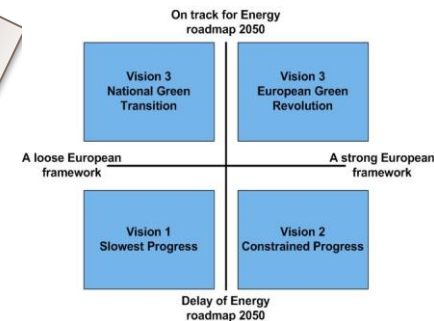 On track for Energy
roadmap 2050
Vision 3
National Green
Transition
Vision 3
European Green
Revolution
A loose European
framework
A strong European
framework
Vision 1
Slowest Progress
Vision 2
Constrained Progress
Delay of Energy
roadmap 2050